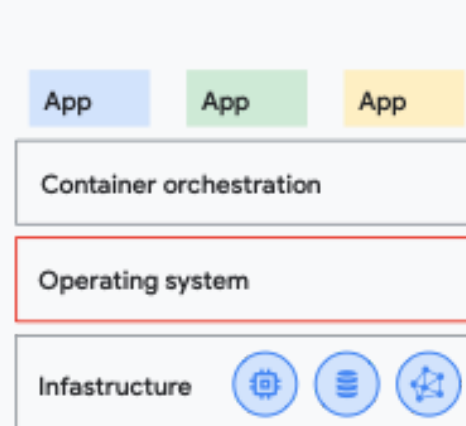 App App App
Container orchestration
Operating system
Infastructure